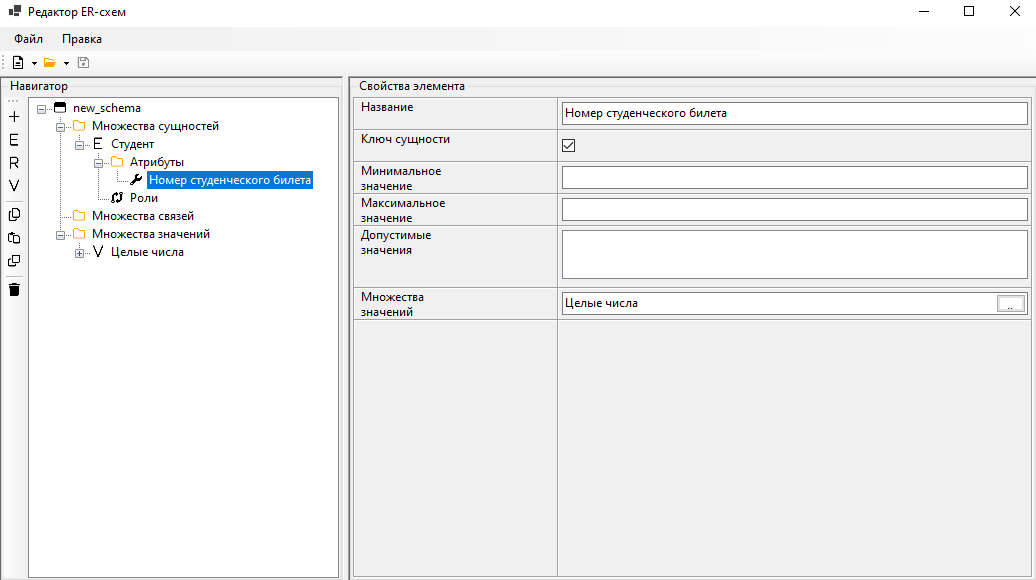 Редактор ER-схем
Файл Правка
Навигатор
new_schema
Множества сущностей
E Студент
Атрибуты
Номер студенческого билета
Роли
Множества связей
Множества значений
V Целые числа
E
R
V
Свойства элемента
Название
Номер студенческого билета
Ключ сущности
Минимальное
значение
Максимальное
значение
Допустимые
значения
Множества
значений
Целые числа
..